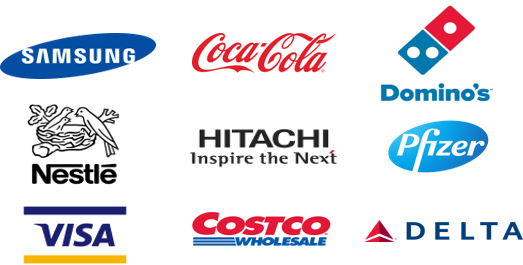 SAMSUNG
Coca-Cola
Domino's
Nestlé
HITACHI
Inspire the Next
Pfizer
VISA
COSTCO
WHOLESALE
DELTA